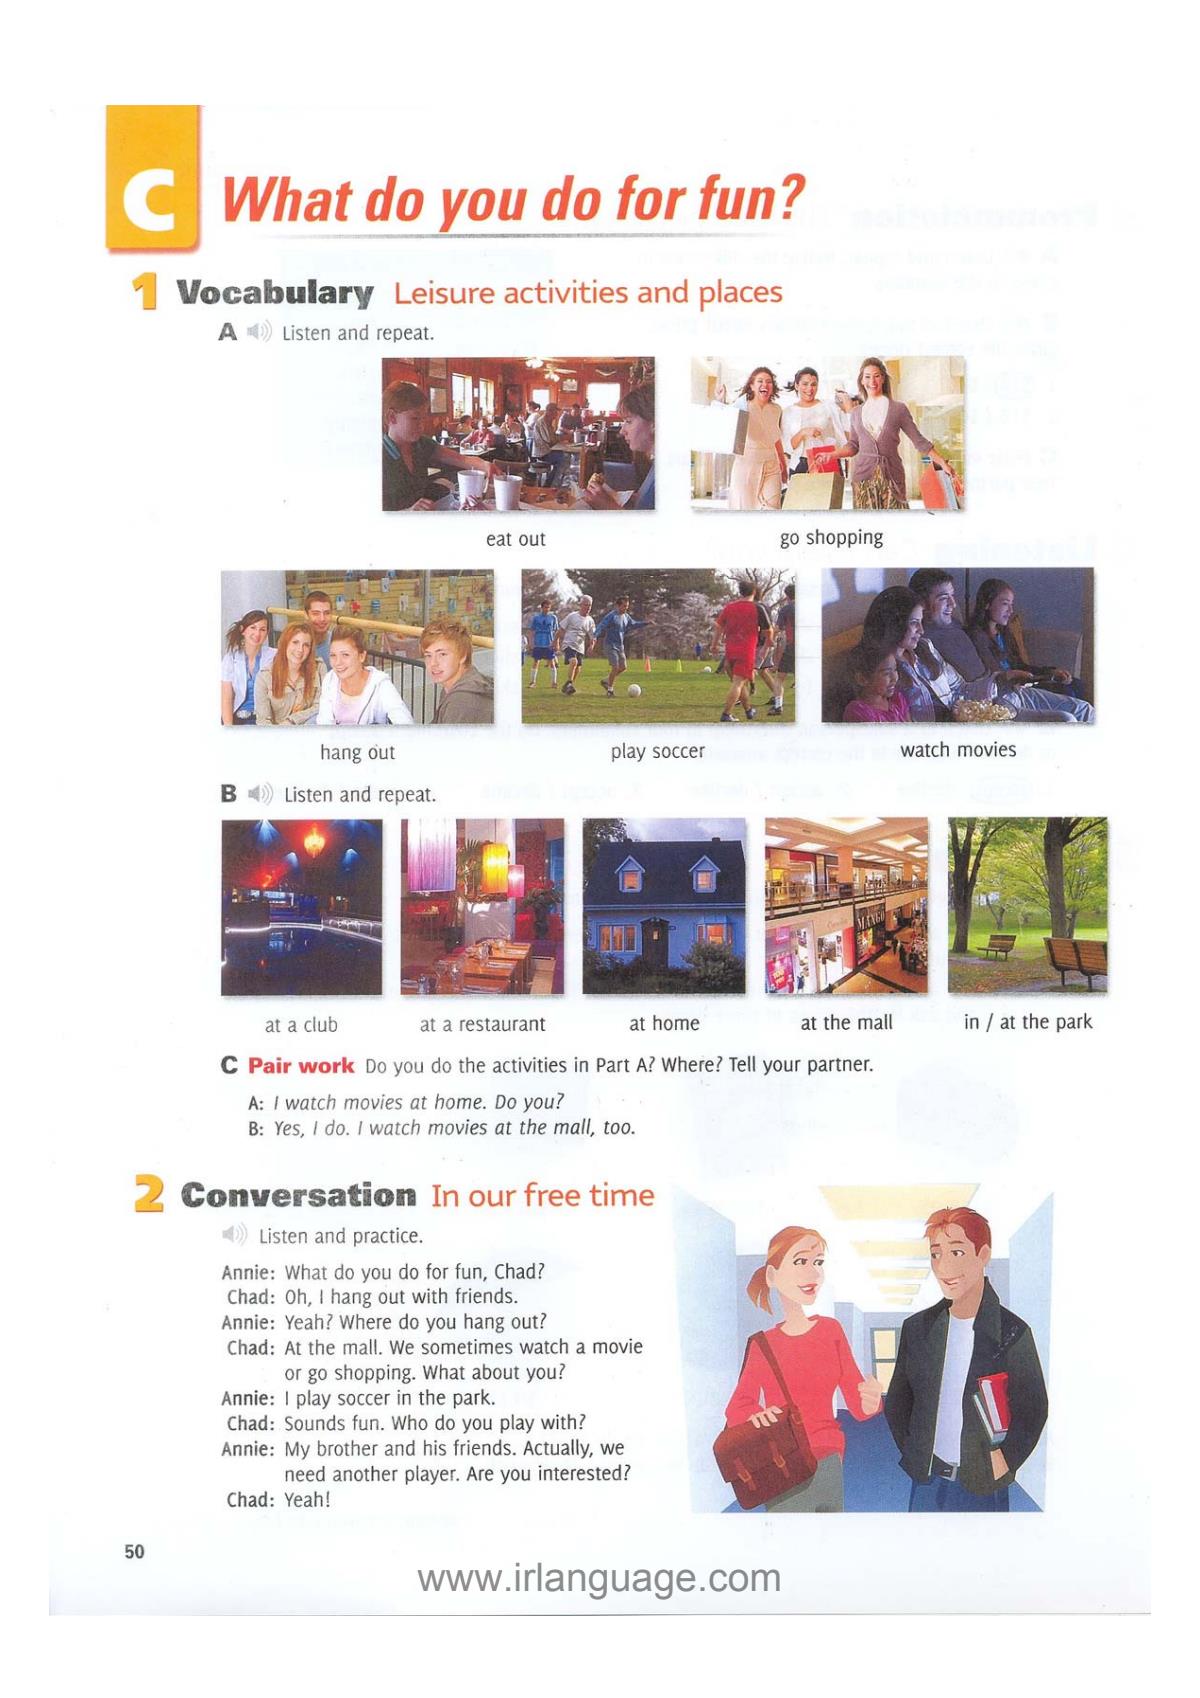 C What do you do for fun?
1 Vocabulary Leisure activities and places
A Listen and repeat.
eat out
go shopping
hang out
play soccer
watch movies
B Listen and repeat.
MANGO
at a club
at a restaurant
at home
at the mall
in / at the park
C Pair work Do you do the activities in Part A? Where? Tell your partner.
A: I watch movies at home. Do you?
B: Yes, I do. I watch movies at the mall, too.
2 Conversation In our free time
Listen and practice.
Annie: What do you do for fun, Chad?
Chad: Oh, I hang out with friends.
Annie: Yeah? Where do you hang out?
Chad: At the mall. We sometimes watch a movie
or go shopping. What about you?
Annie: I play soccer in the park.
Chad: Sounds fun. Who do you play with?
Annie: My brother and his friends. Actually, we
need another player. Are you interested?
Chad: Yeah!
50
www.irlanguage.com